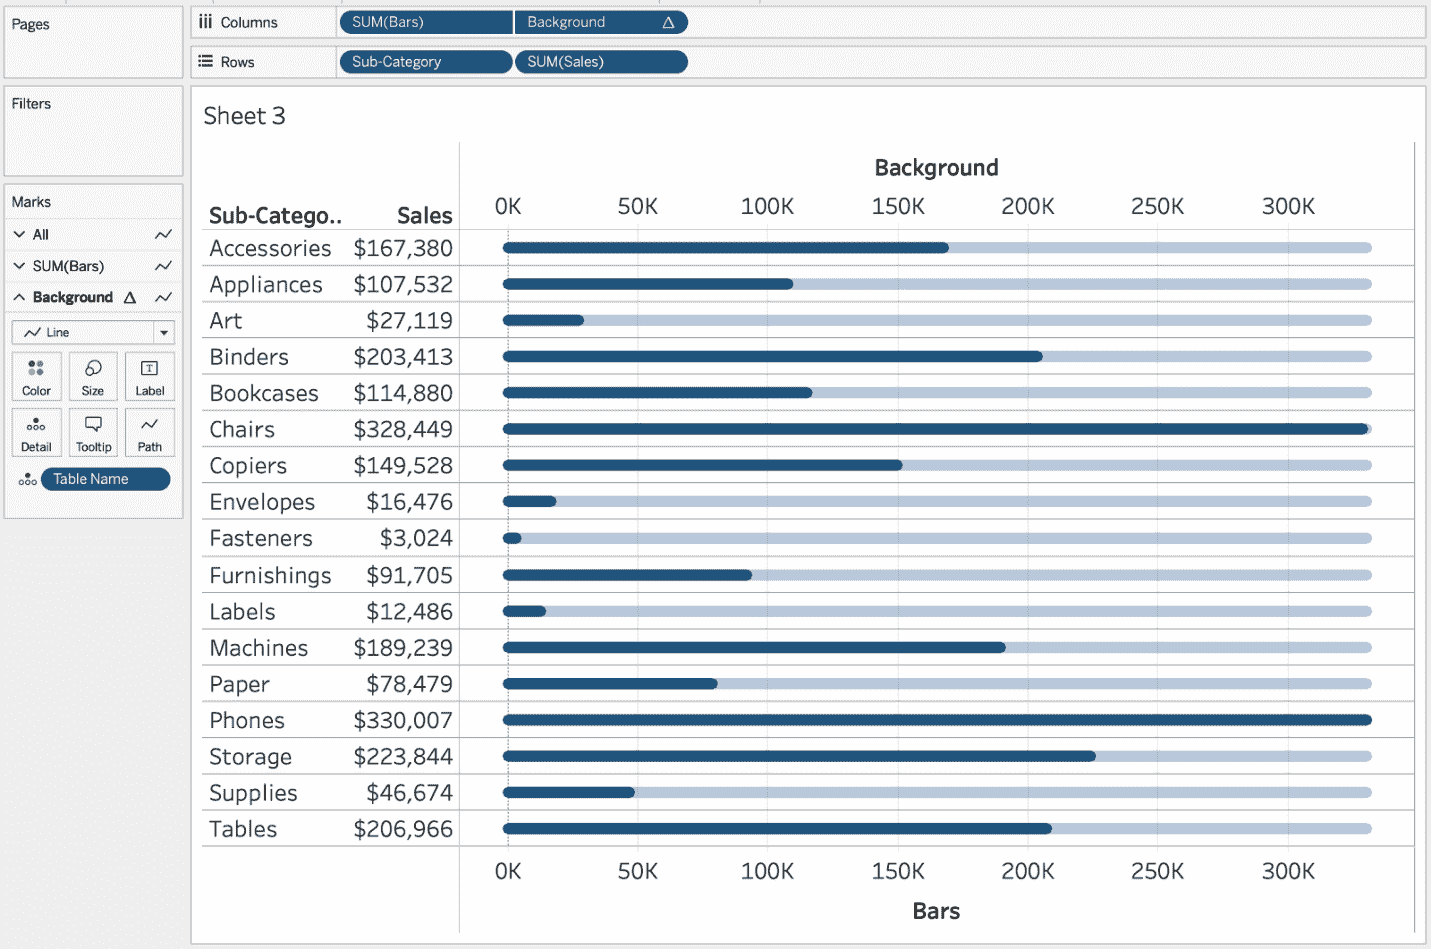 Pages
Columns SUM(Bars) Background
Rows Sub-Category SUM(Sales)
Filters
Marks
All
SUM(Bars)
Background
Line
Color Size Label
Detail Tooltip Path
Table Name
Sheet 3
Background
Sub-Catego.. Sales 0K 50K 100K 150K 200K 250K 300K
Accessories $167,380
Appliances $107,532
Art $27,119
Binders $203,413
Bookcases $114,880
Chairs $328,449
Copiers $149,528
Envelopes $16,476
Fasteners $3,024
Furnishings $91,705
Labels $12,486
Machines $189,239
Paper $78,479
Phones $330,007
Storage $223,844
Supplies $46,674
Tables $206,966
0K 50K 100K 150K 200K 250K 300K
Bars